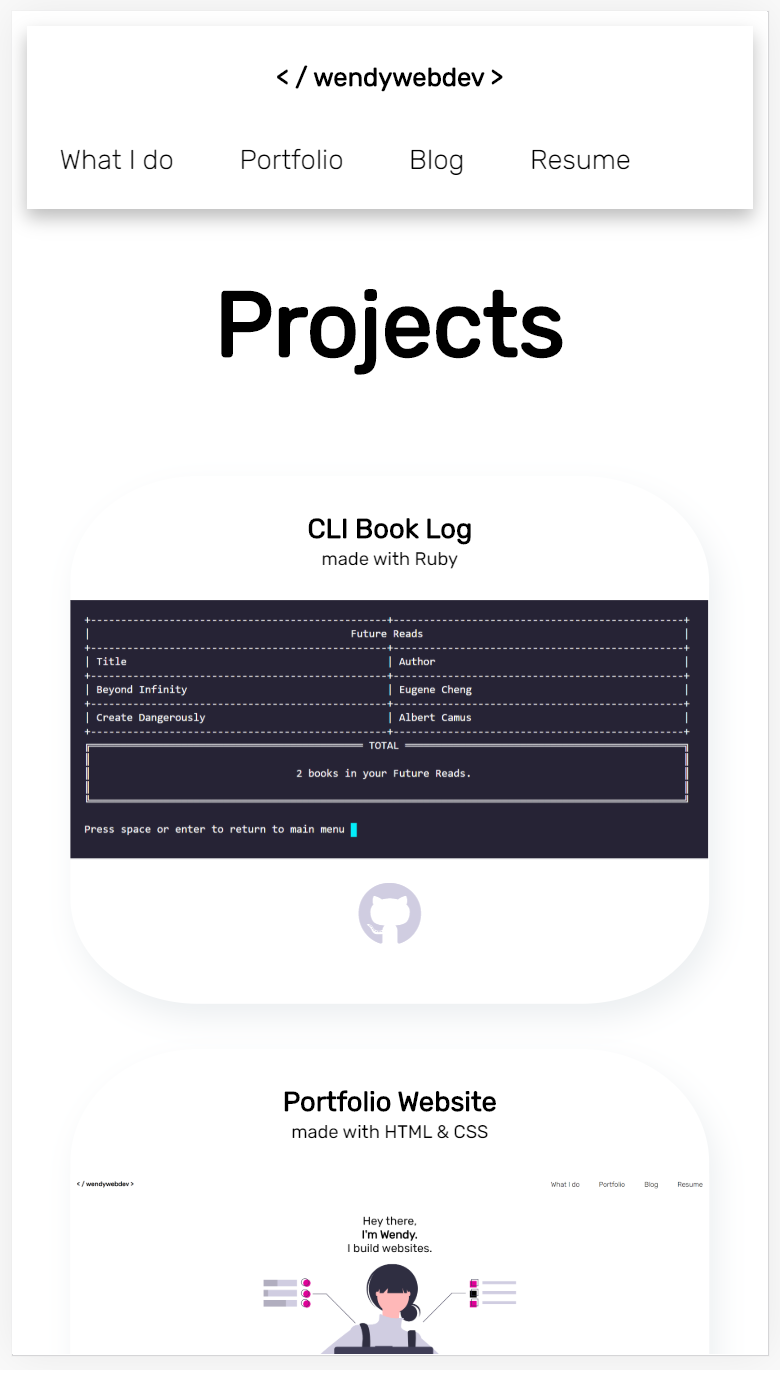 < / wendywebdev >
What I do Portfolio Blog Resume
Projects
CLI Book Log
made with Ruby
Future Reads
Title Author
Beyond Infinity Eugene Cheng
Create Dangerously Albert Camus
TOTAL
2 books in your Future Reads.
Press space or enter to return to main menu
Portfolio Website
made with HTML & CSS
< / wendywebdev > What I do Portfolio Blog Resume
Hey there,
I'm Wendy.
I build websites.